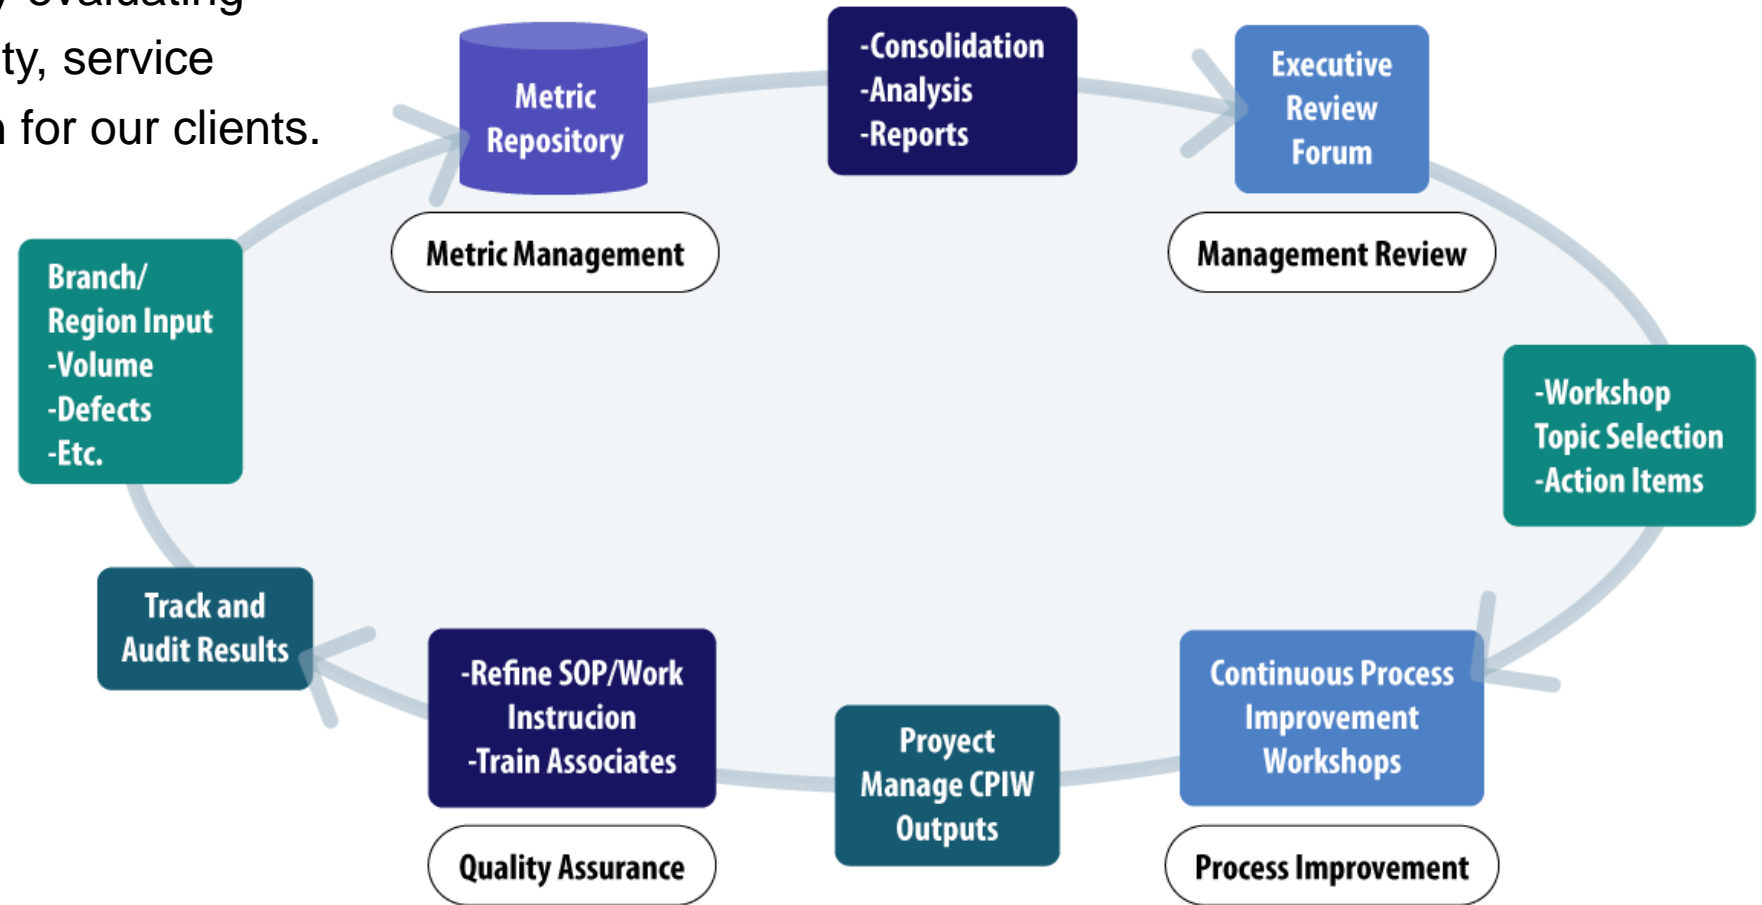 evaluating
ty, service
for our clients.
Metric
Repository
-Consolidation
-Analysis
-Reports
Executive
Review
Forum
Metric Management
Management Review
Branch/
Region Input
-Volume
-Defects
-Etc.
-Workshop
Topic Selection
-Action Items
Track and
Audit Results
-Refine SOP/Work
Instrucion
-Train Associates
Proyect
Manage CPIW
Outputs
Continuous Process
Improvement
Workshops
Quality Assurance
Process Improvement